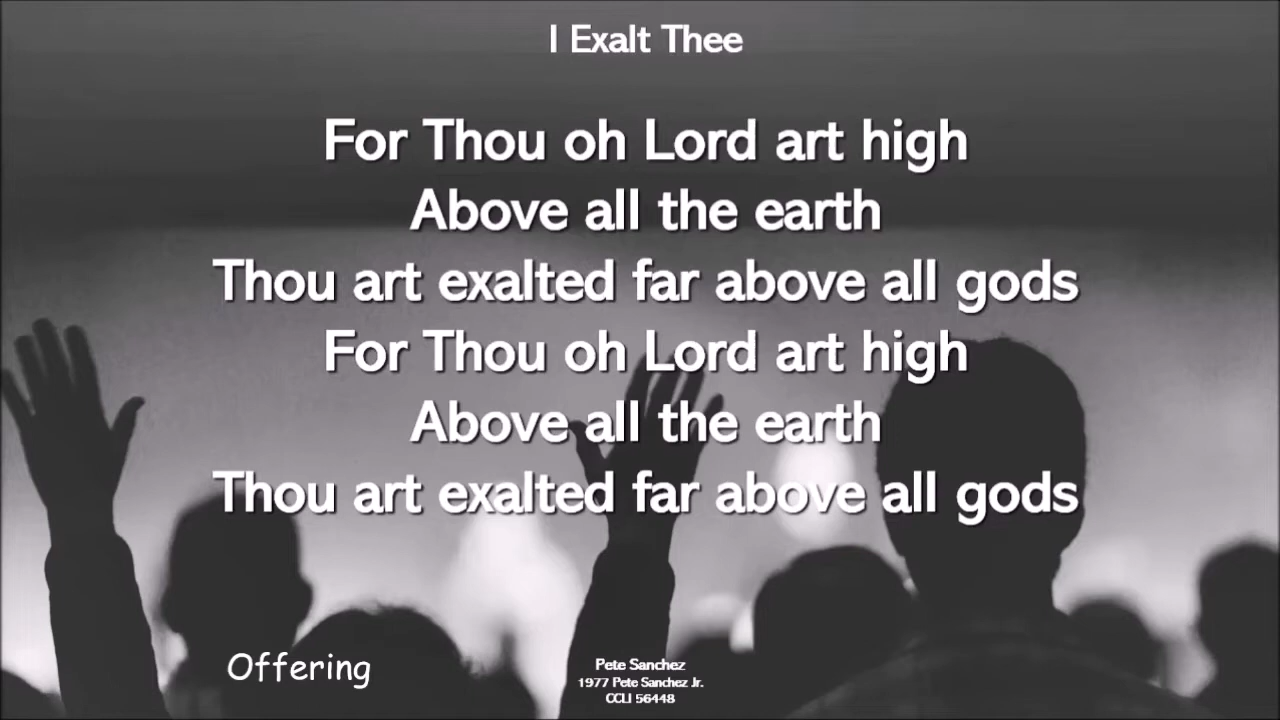 I Exalt Thee
For Thou oh Lord art high
Above all the earth
Thou art exalted far above all gods
For Thou oh Lord art high
Above all the earth
Thou art exalted far above all gods
Offering
Pete Sanchez
1977 Pete Sanchez Jr.
CCLI 56448